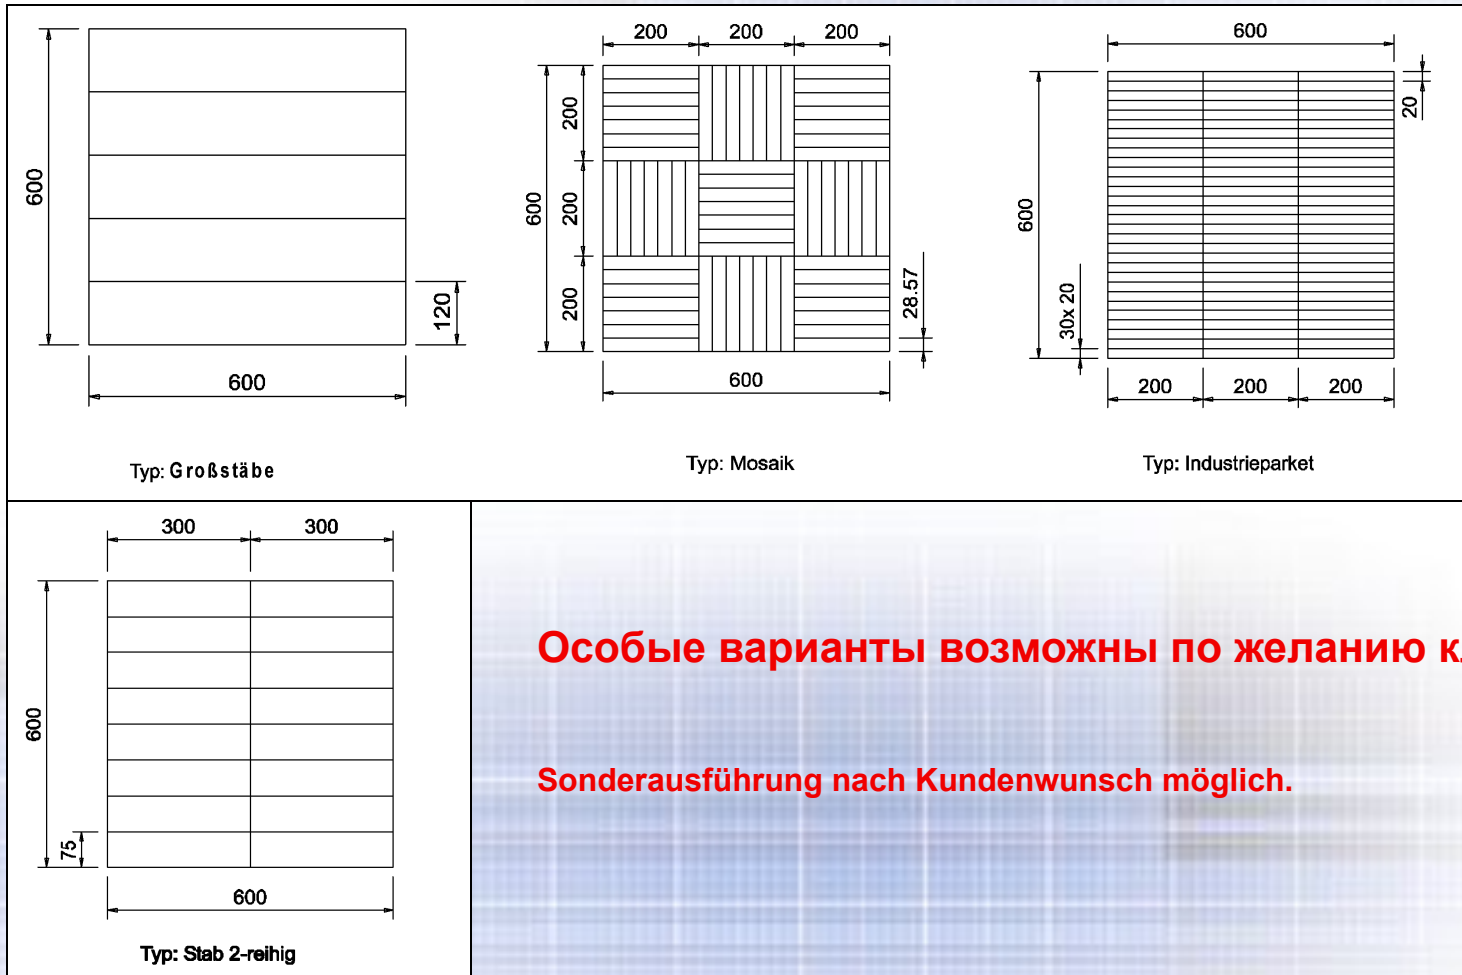 600
120
600
Typ: Großstäbe
200 200 200
600
200
200
200
28.57
600
Typ: Mosaik
600
20
600
30x 20
200 200 200
Typ: Industrieparket
300 300
600
75
600
Typ: Stab 2-reihig
Особые варианты возможны по желанию
Sonderausführung nach Kundenwunsch möglich.